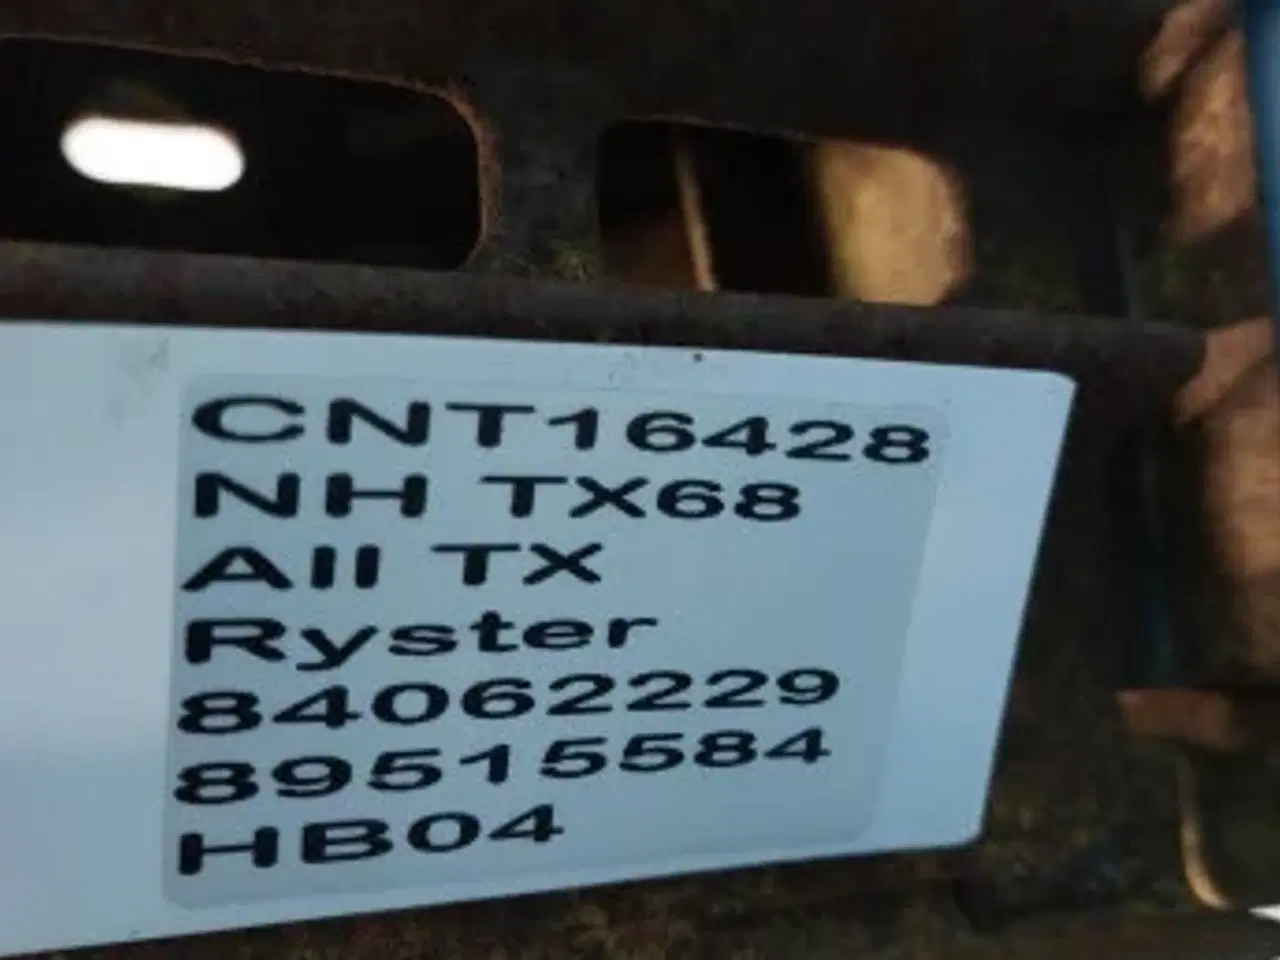 CNT16428
NH TX68
All TX
Ryster
84062229
89515584
HB04